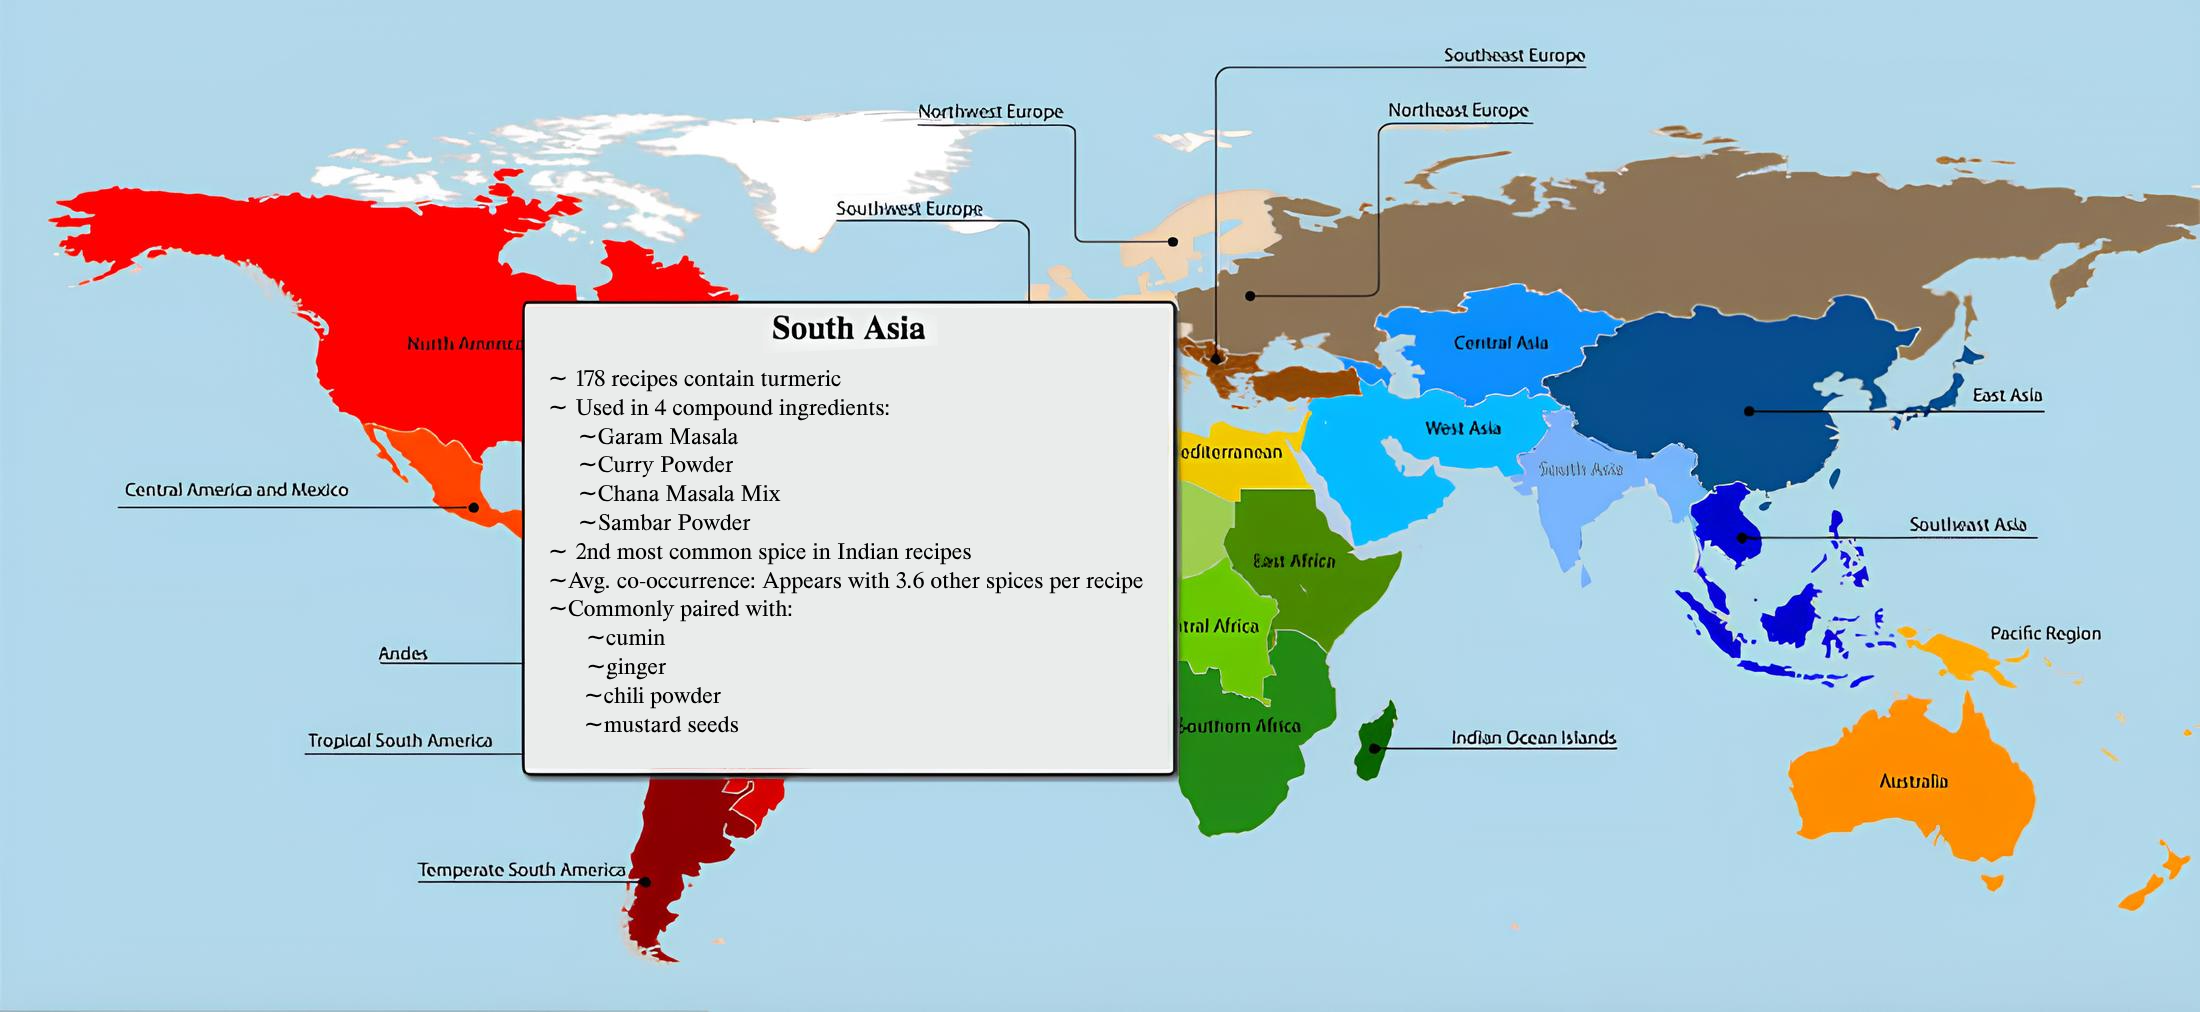 Southeast Europe
Northwest Europe
Northeast Europe
Southwest Europe
North America
Central Asia
East Asia
West Asia
South Asia
editerranean
Central America and Mexico
Southeast Asia
East Africa
tral Africa
Pacific Region
Andes
Southern Africa
Indian Ocean Islands
Tropical South America
Australia
Temperate South America
South Asia
~ 178 recipes contain turmeric
~ Used in 4 compound ingredients:
~Garam Masala
~Curry Powder
~Chana Masala Mix
~Sambar Powder
~ 2nd most common spice in Indian recipes
~Avg. co-occurrence: Appears with 3.6 other spices per recipe
~Commonly paired with:
~cumin
~ginger
~chili powder
~mustard seeds